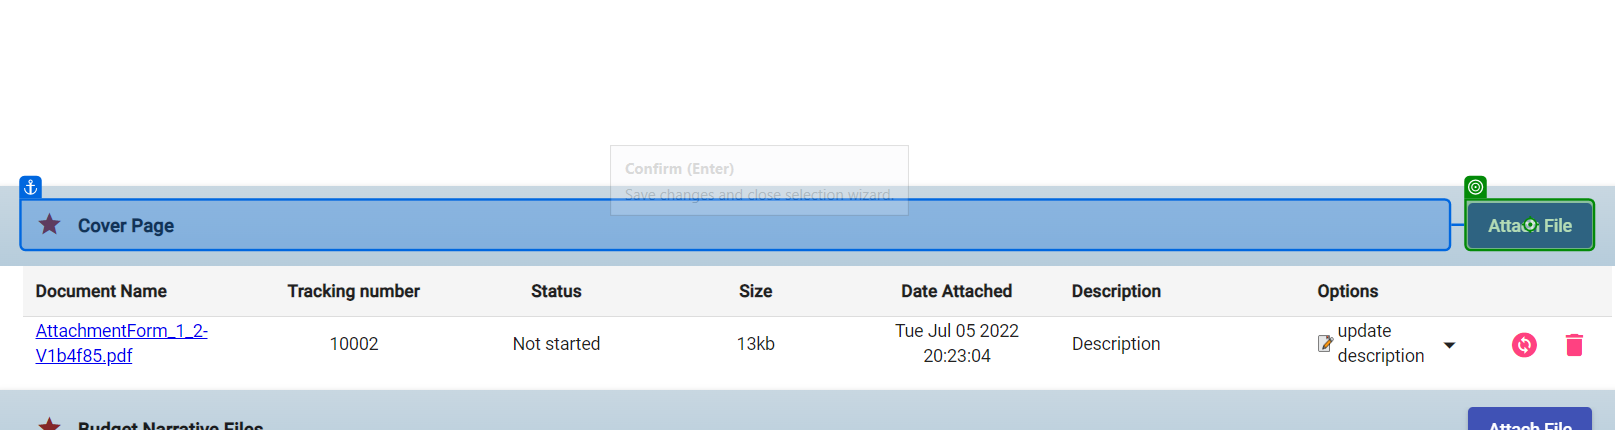 Confirm (Enter)
Save changes and close selection wizard.
Cover Page Attach File
Document Name Tracking number Status Size Date Attached Description Options
AttachmentForm_1_2-V1b4f85.pdf 10002 Not started 13kb Tue Jul 05 2022 20:23:04 Description update description
Budget Narrative Files Attach File